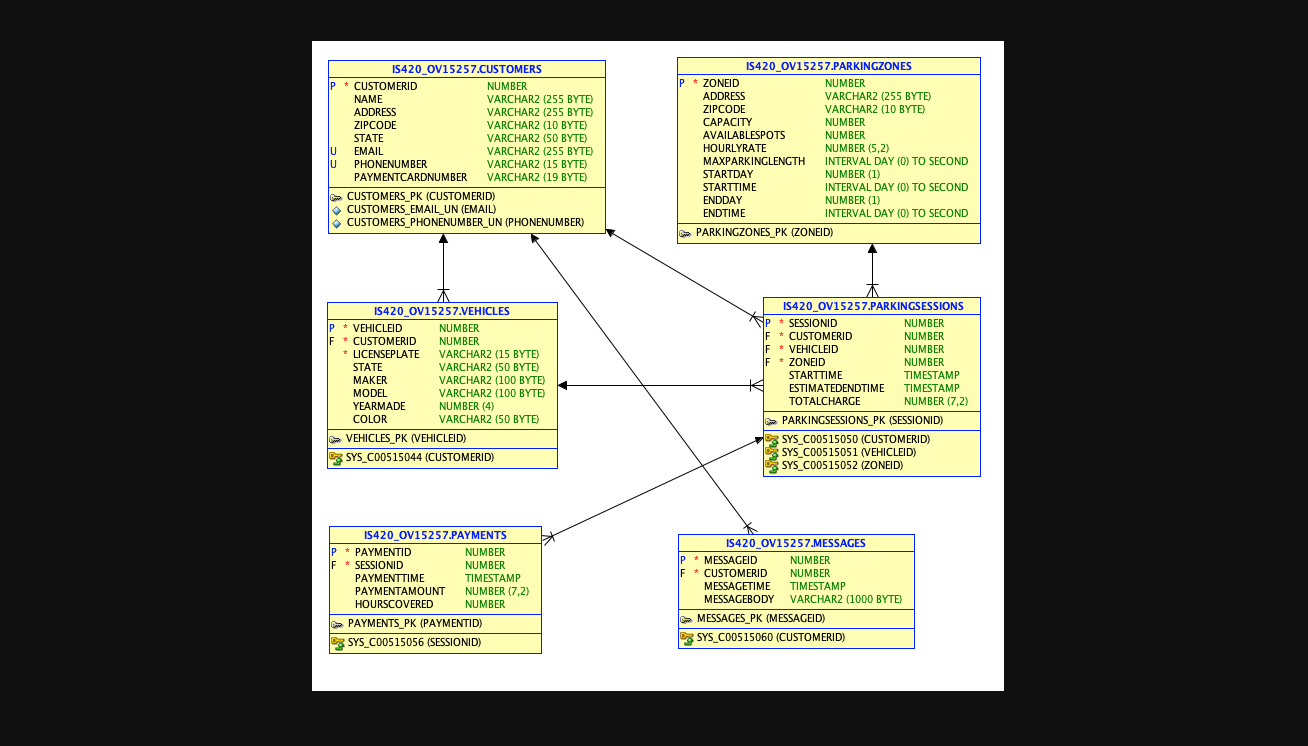 IS420_OV15257.CUSTOMERS
P * CUSTOMERID NUMBER
NAME VARCHAR2 (255 BYTE)
ADDRESS VARCHAR2 (255 BYTE)
ZIPCODE VARCHAR2 (10 BYTE)
STATE VARCHAR2 (50 BYTE)
U EMAIL VARCHAR2 (255 BYTE)
U PHONENUMBER VARCHAR2 (15 BYTE)
PAYMENTCARDNUMBER VARCHAR2 (19 BYTE)
CUSTOMERS_PK (CUSTOMERID)
CUSTOMERS_EMAIL_UN (EMAIL)
CUSTOMERS_PHONENUMBER_UN (PHONENUMBER)
IS420_OV15257.PARKINGZONES
P * ZONEID NUMBER
ADDRESS VARCHAR2 (255 BYTE)
ZIPCODE VARCHAR2 (10 BYTE)
CAPACITY NUMBER
AVAILABLESPOTS NUMBER
HOURLYRATE NUMBER (5,2)
MAXPARKINGLENGTH INTERVAL DAY (0) TO SECOND
STARTDAY NUMBER (1)
STARTTIME INTERVAL DAY (0) TO SECOND
ENDDAY NUMBER (1)
ENDTIME INTERVAL DAY (0) TO SECOND
PARKINGZONES_PK (ZONEID)
IS420_OV15257.VEHICLES
P * VEHICLEID NUMBER
F * CUSTOMERID NUMBER
* LICENSEPLATE VARCHAR2 (15 BYTE)
STATE VARCHAR2 (50 BYTE)
MAKER VARCHAR2 (100 BYTE)
MODEL VARCHAR2 (100 BYTE)
YEARMADE NUMBER (4)
COLOR VARCHAR2 (50 BYTE)
VEHICLES_PK (VEHICLEID)
SYS_C00515044 (CUSTOMERID)
IS420_OV15257.PARKINGSESSIONS
P * SESSIONID NUMBER
F * CUSTOMERID NUMBER
F * VEHICLEID NUMBER
F * ZONEID NUMBER
STARTTIME TIMESTAMP
ESTIMATEDENDTIME TIMESTAMP
TOTALCHARGE NUMBER (7,2)
PARKINGSESSIONS_PK (SESSIONID)
SYS_C00515050 (CUSTOMERID)
SYS_C00515051 (VEHICLEID)
SYS_C00515052 (ZONEID)
IS420_OV15257.PAYMENTS
P * PAYMENTID NUMBER
F * SESSIONID NUMBER
PAYMENTTIME TIMESTAMP
PAYMENTAMOUNT NUMBER (7,2)
HOURSCOVERED NUMBER
PAYMENTS_PK (PAYMENTID)
SYS_C00515056 (SESSIONID)
IS420_OV15257.MESSAGES
P * MESSAGEID NUMBER
F * CUSTOMERID NUMBER
MESSAGETIME TIMESTAMP
MESSAGEBODY VARCHAR2 (1000 BYTE)
MESSAGES_PK (MESSAGEID)
SYS_C00515060 (CUSTOMERID)